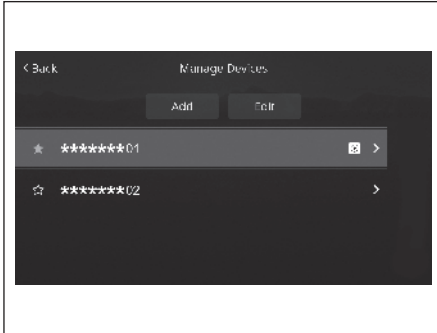 < Back Manage Devices
Add Edit
★ *******01 >
☆ *******02 >